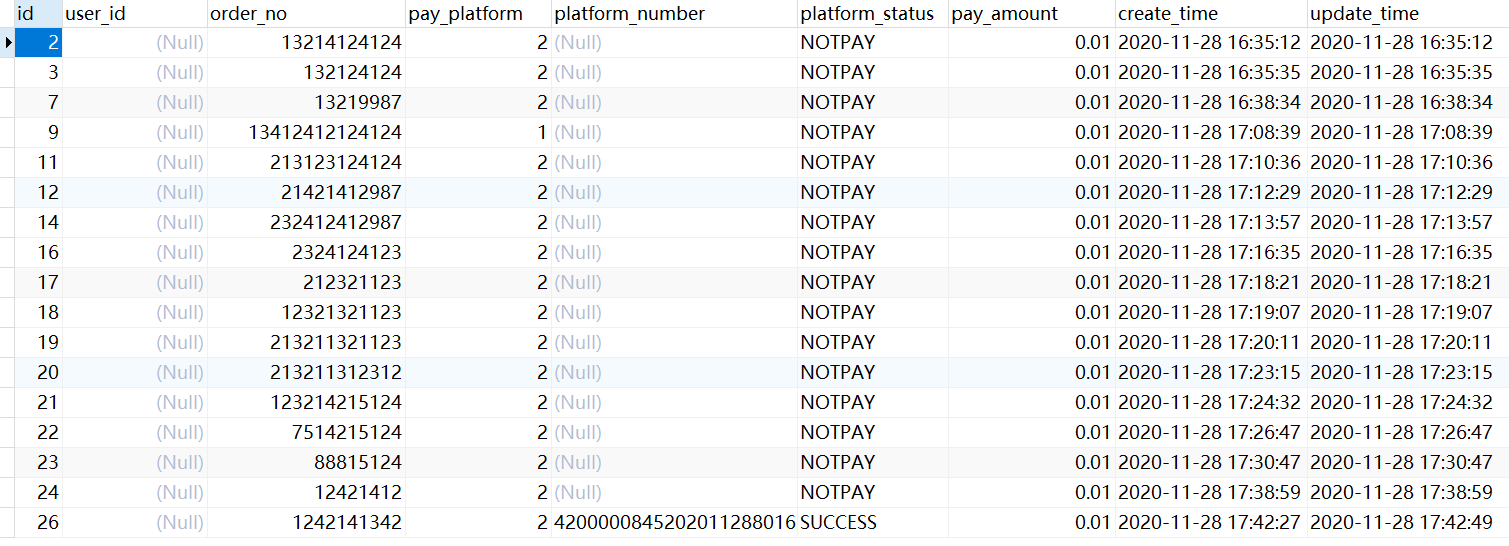 id user_id order_no pay_platform platform_number platform_status pay_amount create_time update_time
2 (Null) 13214124124 2 (Null) NOTPAY 0.01 2020-11-28 16:35:12 2020-11-28 16:35:12
3 (Null) 132124124 2 (Null) NOTPAY 0.01 2020-11-28 16:35:35 2020-11-28 16:35:35
7 (Null) 13219987 2 (Null) NOTPAY 0.01 2020-11-28 16:38:34 2020-11-28 16:38:34
9 (Null) 13412412124124 1 (Null) NOTPAY 0.01 2020-11-28 17:08:39 2020-11-28 17:08:39
11 (Null) 213123124124 2 (Null) NOTPAY 0.01 2020-11-28 17:10:36 2020-11-28 17:10:36
12 (Null) 21421412987 2 (Null) NOTPAY 0.01 2020-11-28 17:12:29 2020-11-28 17:12:29
14 (Null) 232412412987 2 (Null) NOTPAY 0.01 2020-11-28 17:13:57 2020-11-28 17:13:57
16 (Null) 2324124123 2 (Null) NOTPAY 0.01 2020-11-28 17:16:35 2020-11-28 17:16:35
17 (Null) 212321123 2 (Null) NOTPAY 0.01 2020-11-28 17:18:21 2020-11-28 17:18:21
18 (Null) 12321321123 2 (Null) NOTPAY 0.01 2020-11-28 17:19:07 2020-11-28 17:19:07
19 (Null) 213211321123 2 (Null) NOTPAY 0.01 2020-11-28 17:20:11 2020-11-28 17:20:11
20 (Null) 213211312312 2 (Null) NOTPAY 0.01 2020-11-28 17:23:15 2020-11-28 17:23:15
21 (Null) 123214215124 2 (Null) NOTPAY 0.01 2020-11-28 17:24:32 2020-11-28 17:24:32
22 (Null) 7514215124 2 (Null) NOTPAY 0.01 2020-11-28 17:26:47 2020-11-28 17:26:47
23 (Null) 88815124 2 (Null) NOTPAY 0.01 2020-11-28 17:30:47 2020-11-28 17:30:47
24 (Null) 12421412 2 (Null) NOTPAY 0.01 2020-11-28 17:38:59 2020-11-28 17:38:59
26 (Null) 1242141342 2 4200000845202011288016 SUCCESS 0.01 2020-11-28 17:42:27 2020-11-28 17:42:49